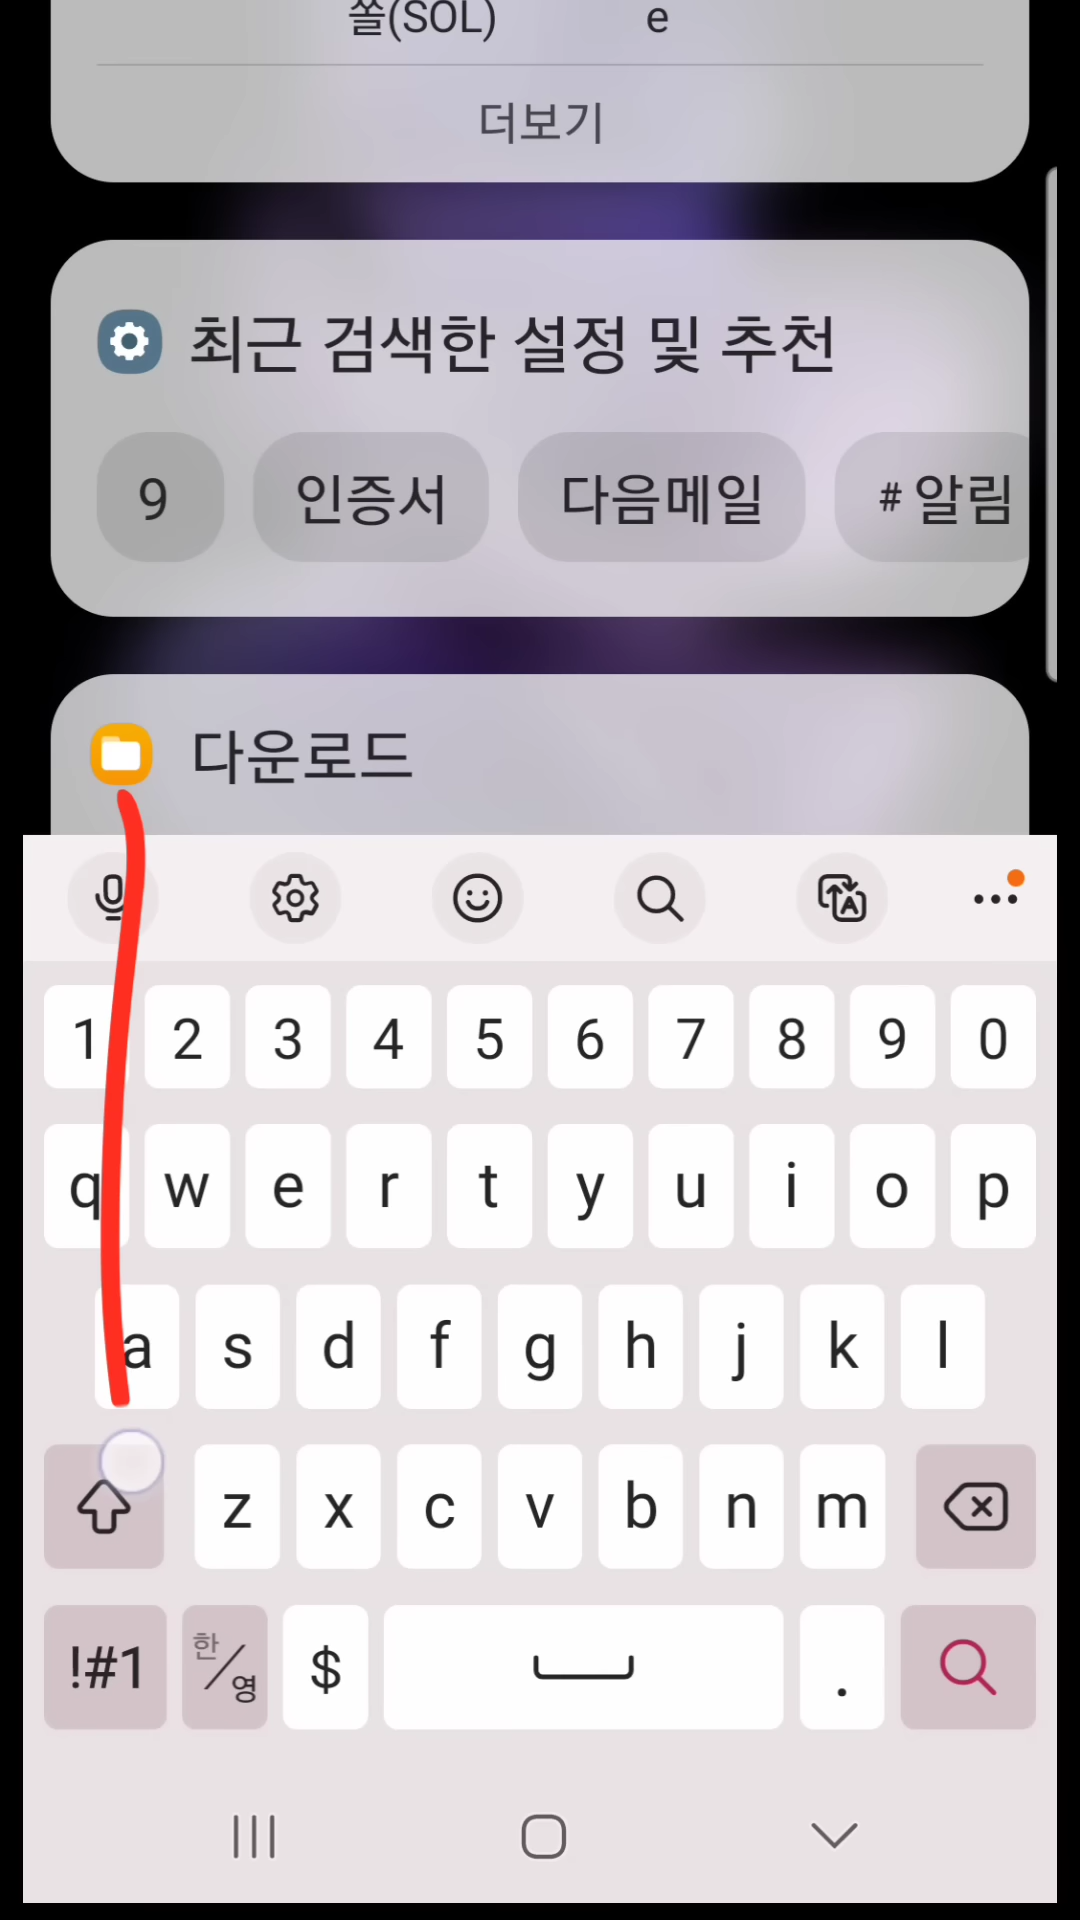 쏠(SOL) e
더보기
최근 검색한 설정 및 추천
9 인증서 다음메일 # 알림
다운로드
1 2 3 4 5 6 7 8 9 0
q w e r t y u i o p
a s d f g h j k l
z x c v b n m
!#1 한/영 $ .